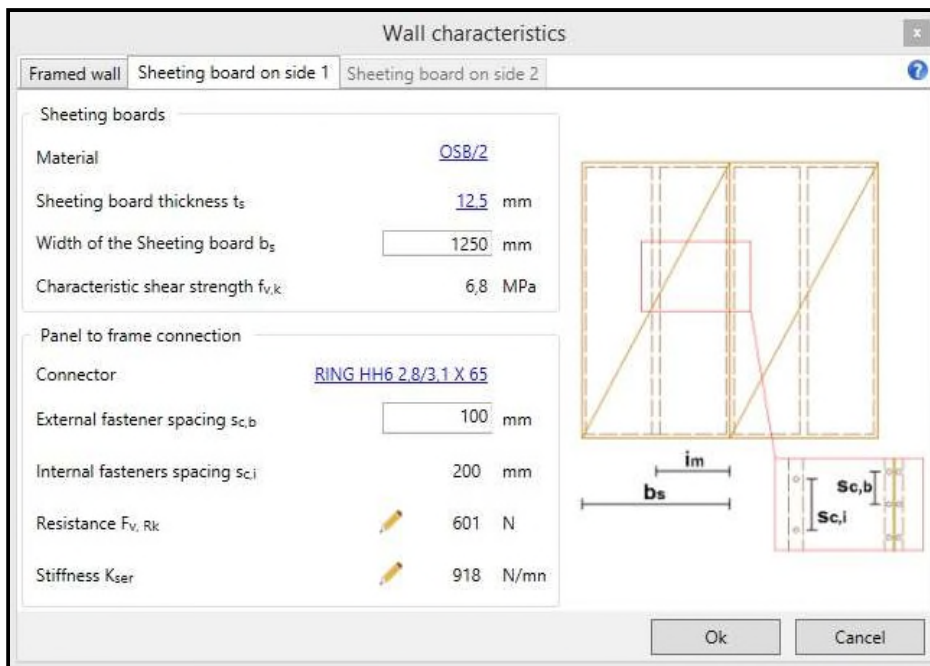 Wall characteristics
x
Framed wall
Sheeting board on side 1
Sheeting board on side 2
?
Sheeting boards
Material OSB/2
Sheeting board thickness ts 12,5 mm
Width of the Sheeting board bs 1250 mm
Characteristic shear strength fv,k 6,8 MPa
Panel to frame connection
Connector RING HH6 2,8/3,1 X 65
External fastener spacing sc,b 100 mm
Internal fasteners spacing sc,i 200 mm
Resistance Fv, Rk 601 N
Stiffness Kser 918 N/mn
im
bs
sc,b
sc,i
Ok
Cancel